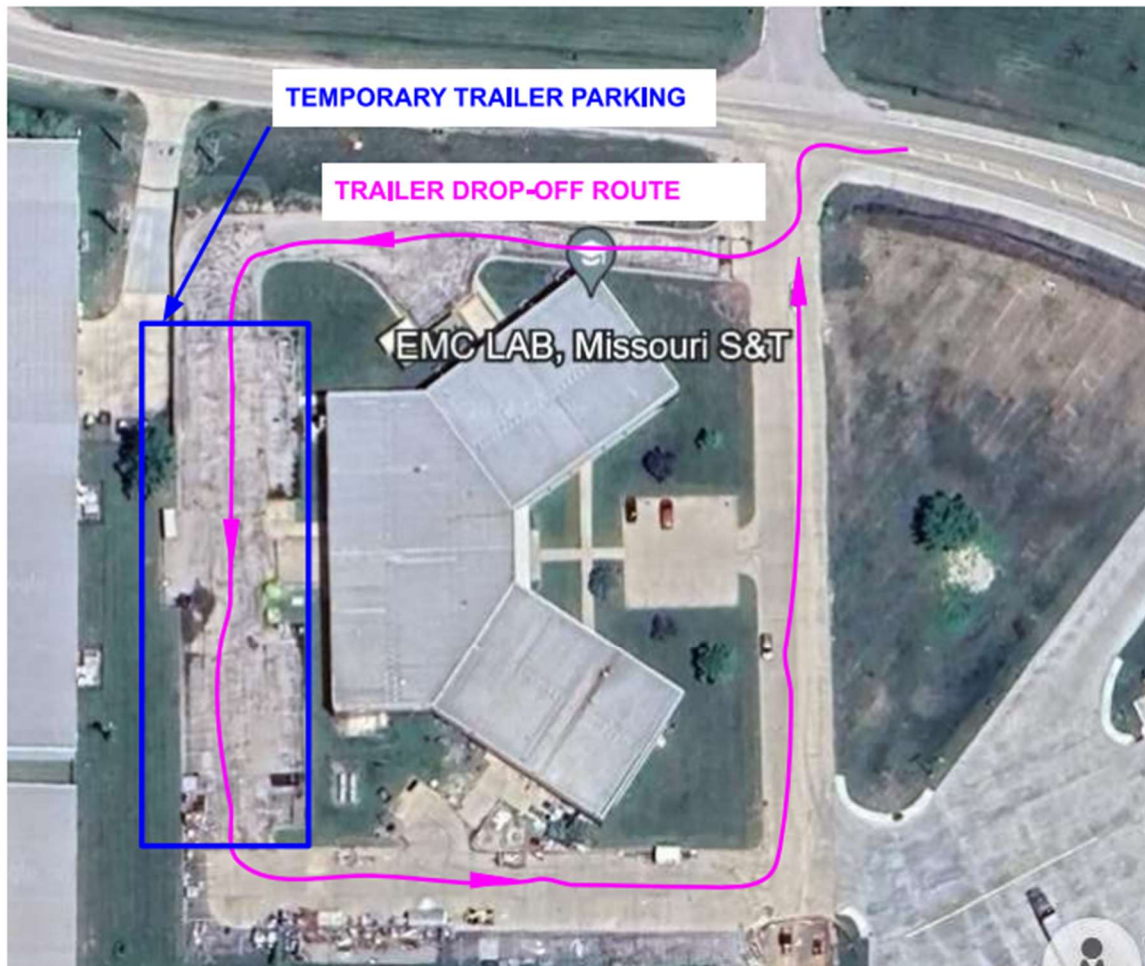 TEMPORARY TRAILER PARKING
TRAILER DROP-OFF ROUTE
EMC LAB, Missouri S&T